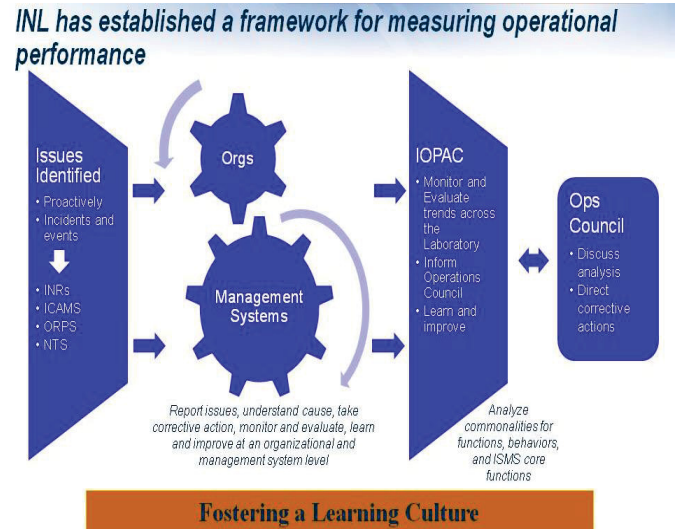 INL has established a framework for measuring operational
performance
Issues
Identified
• Proactively
• Incidents and
events
• INRs
• ICAMS
• ORPS
• NTS
Orgs
Management
Systems
Report issues, understand cause, take
corrective action, monitor and evaluate, learn
and improve at an organizational and
management system level
IOPAC
• Monitor and
Evaluate
trends across
the
Laboratory
• Inform
Operations
Council
• Learn and
improve
Analyze
commonalities for
functions, behaviors,
and ISMS core
functions
Ops
Council
• Discuss
analysis
• Direct
corrective
actions
Fostering a Learning Culture